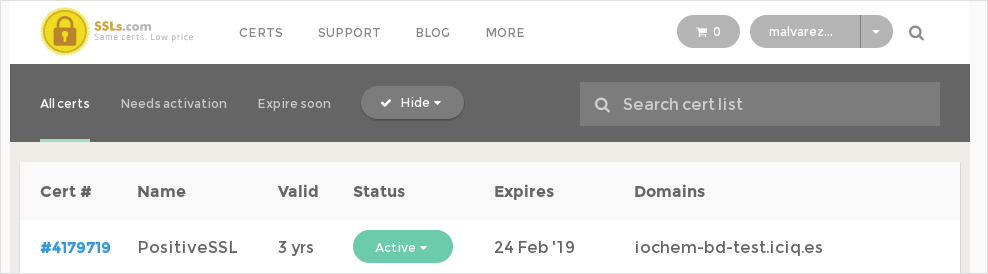 SSLs.com
Same certs. Low price
CERTS SUPPORT BLOG MORE 0 malvarez...
All certs Needs activation Expire soon Hide Search cert list
Cert # Name Valid Status Expires Domains
#4179719 PositiveSSL 3 yrs Active 24 Feb '19 iochem-bd-test.iciq.es